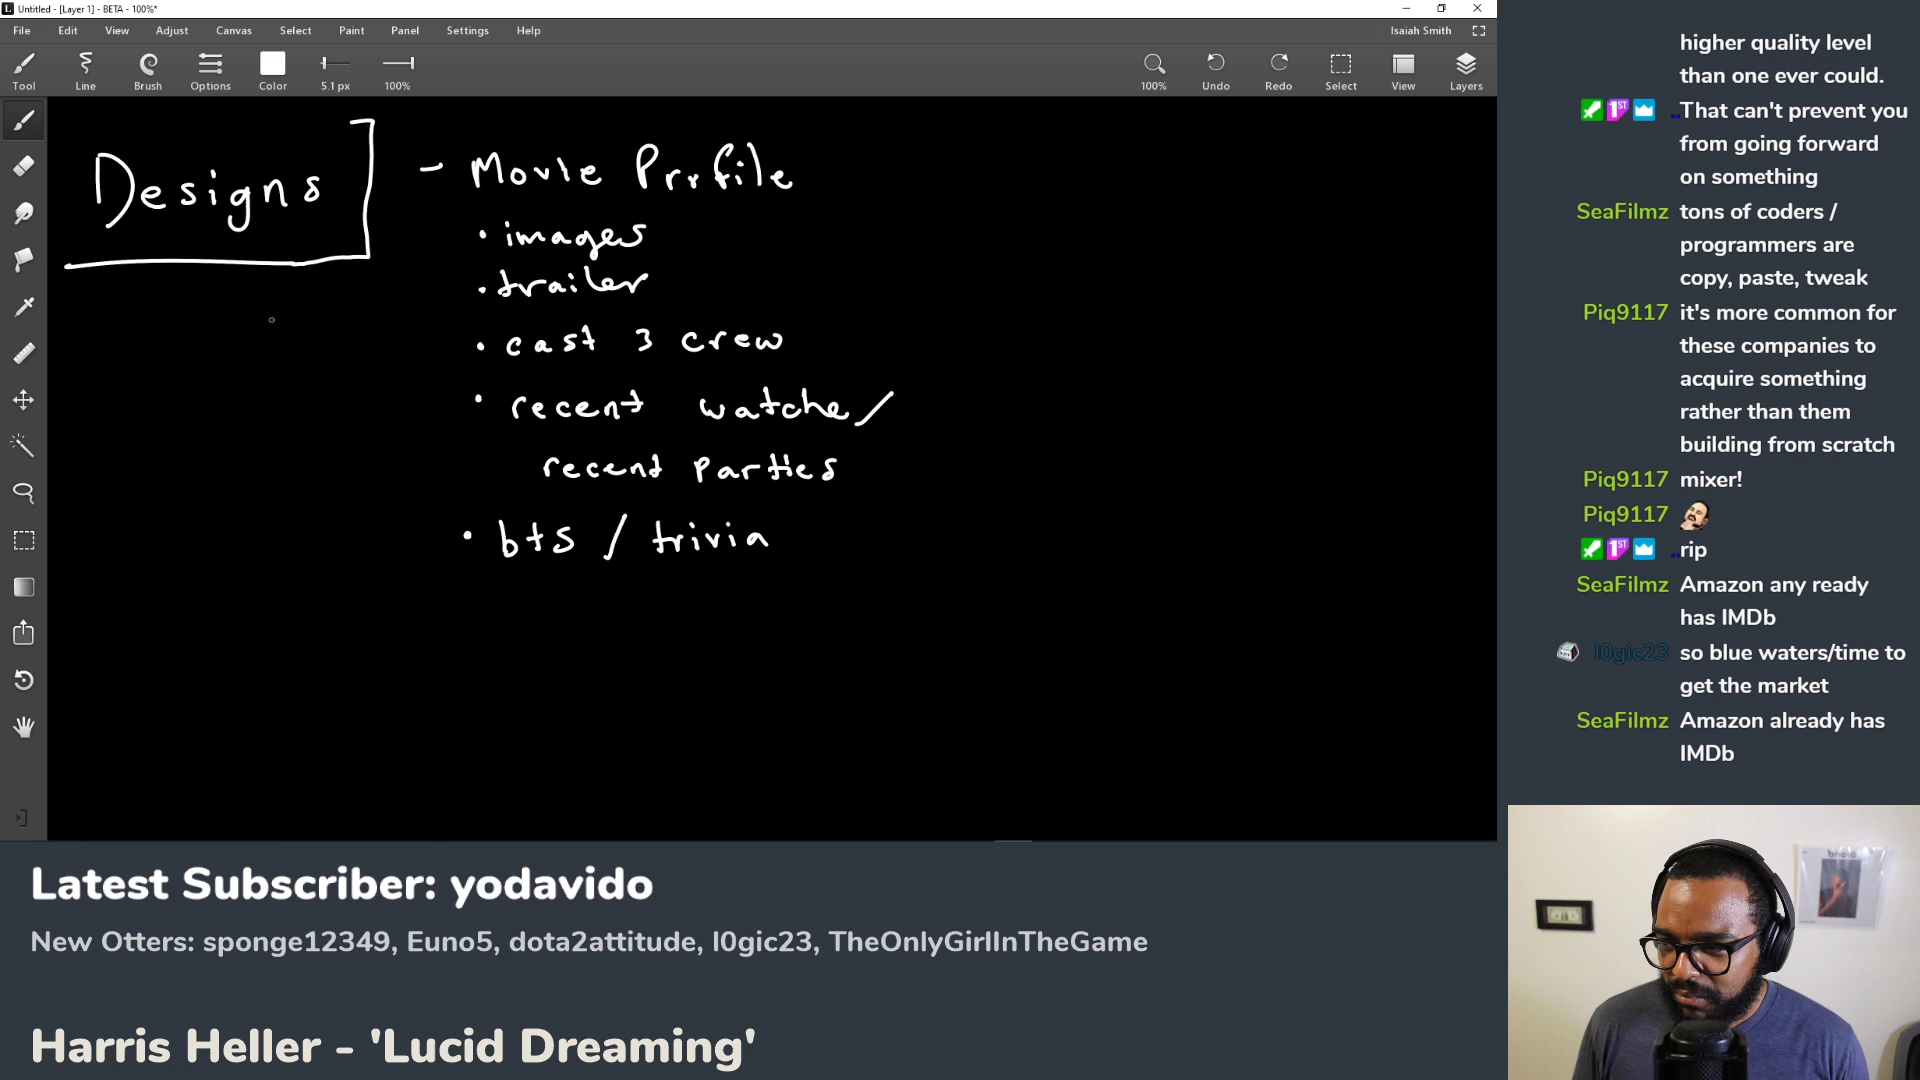 Untitled - [Layer 1] - BETA - 100%*
File Edit View Adjust Canvas Select Paint Panel Settings Help Isaiah Smith
Tool Line Brush Options Color 5.1 px 100% 100% Undo Redo Select View Layers
Designs
- Movie Profile
• images
• trailer
• cast 3 crew
• recent watche/
recent parties
• bts / trivia
higher quality level
than one ever could.
1ST ..That can't prevent you
from going forward
on something
SeaFilmz tons of coders /
programmers are
copy, paste, tweak
Piq9117 it's more common for
these companies to
acquire something
rather than them
building from scratch
Piq9117 mixer!
Piq9117
1ST ..rip
SeaFilmz Amazon any ready
has IMDb
l0gic23 so blue waters/time to
get the market
SeaFilmz Amazon already has
IMDb
Latest Subscriber: yodavido
New Otters: sponge12349, Euno5, dota2attitude, l0gic23, TheOnlyGirlInTheGame
Harris Heller - 'Lucid Dreaming'